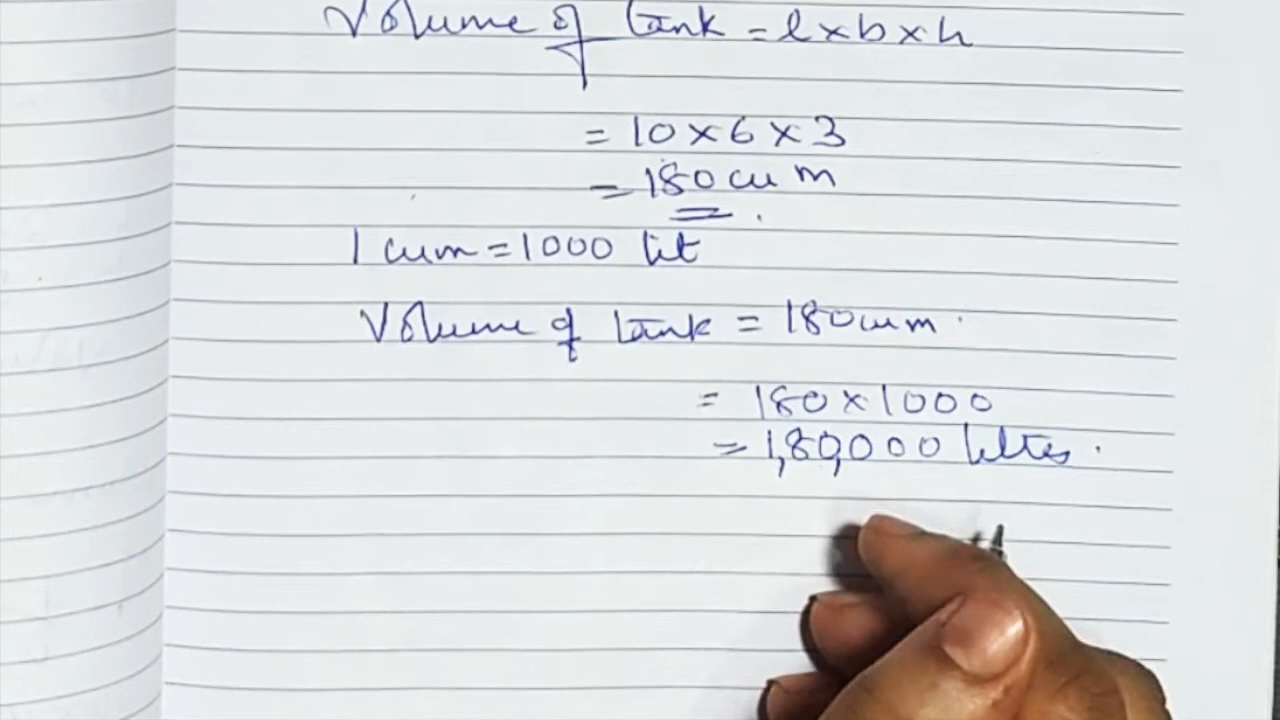 Volume of tank = l x b x h
= 10 x 6 x 3
= 180 cu m
1 cum = 1000 lit
Volume of tank = 180 cum.
= 180 x 1000
= 1,80,000 liltes.